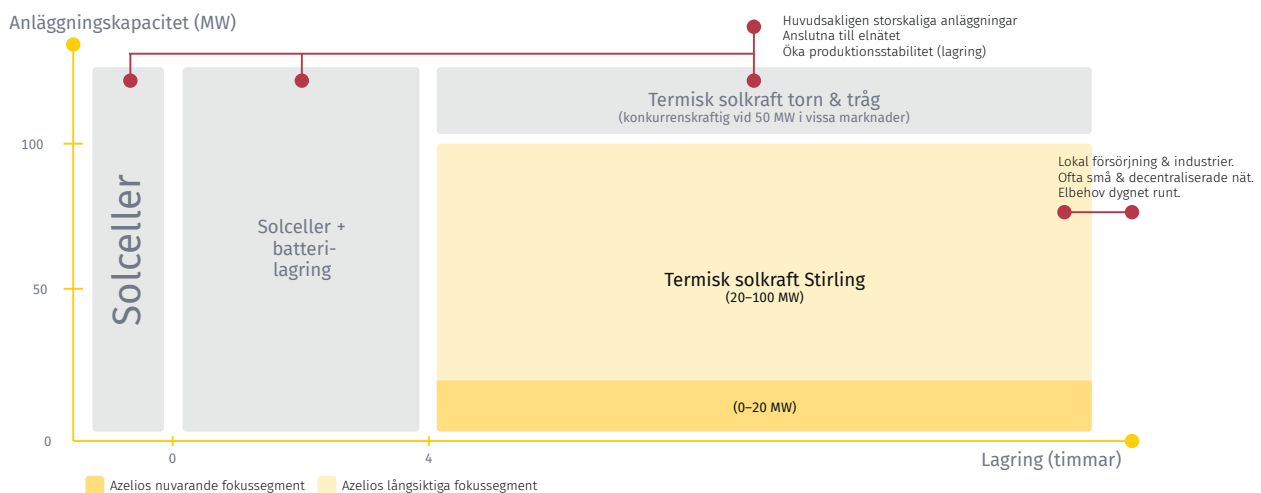 Anläggningskapacitet (MW)
Huvudsakligen storskaliga anläggningar
Anslutna till elnätet
Öka produktionsstabilitet (lagring)
Termisk solkraft torn & tråg
(konkurrenskraftig vid 50 MW i vissa marknader)
100
Lokal försörjning & industrier.
Ofta små & decentraliserade nät.
Elbehov dygnet runt.
Solceller
Solceller +
batteri-
lagring
Termisk solkraft Stirling
(20–100 MW)
50
(0–20 MW)
0
0
4
Lagring (timmar)
Azelios nuvarande fokussegment
Azelios långsiktiga fokussegment